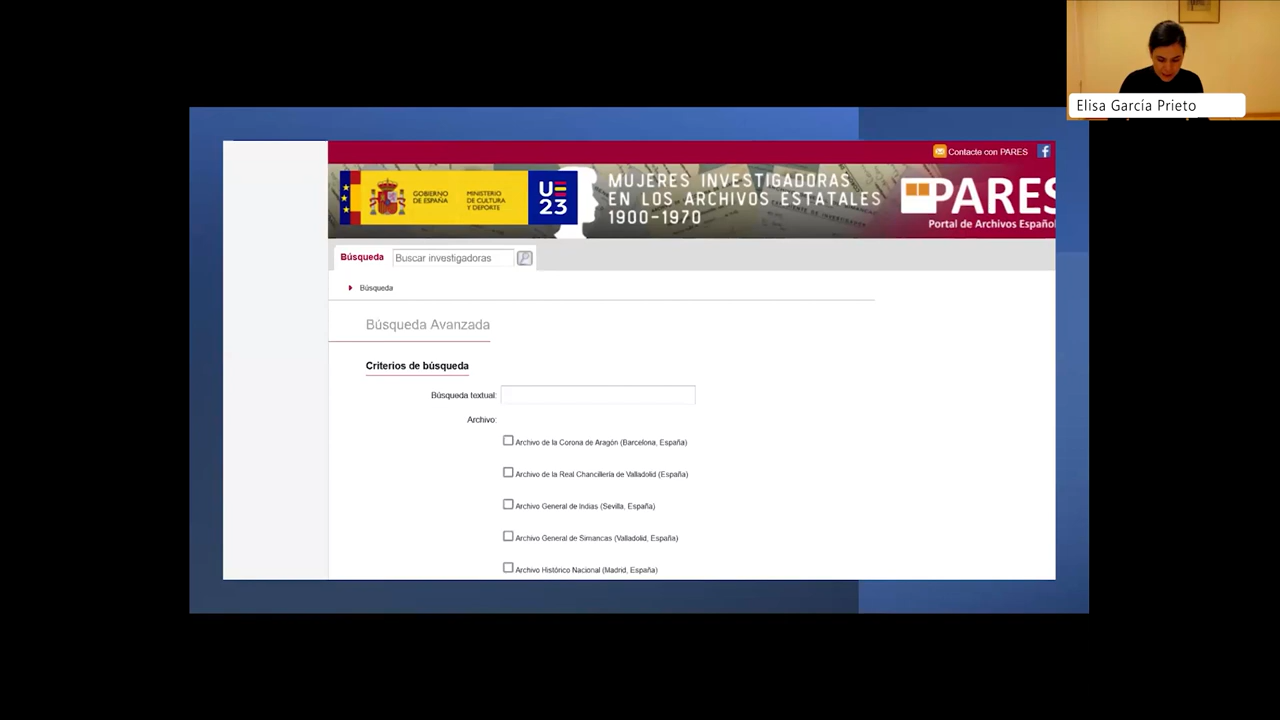 Elisa García Prieto
Contacte con PARES
GOBIERNO
DE ESPAÑA
MINISTERIO
DE CULTURA
Y DEPORTE
UE
23
MUJERES INVESTIGADORAS
EN LOS ARCHIVOS ESTATALES
1900-1970
PARES
Portal de Archivos Español
Búsqueda
Buscar investigadoras
Búsqueda
Búsqueda Avanzada
Criterios de búsqueda
Búsqueda textual:
Archivo:
Archivo de la Corona de Aragón (Barcelona, España)
Archivo de la Real Chancillería de Valladolid (España)
Archivo General de Indias (Sevilla, España)
Archivo General de Simancas (Valladolid, España)
Archivo Histórico Nacional (Madrid, España)